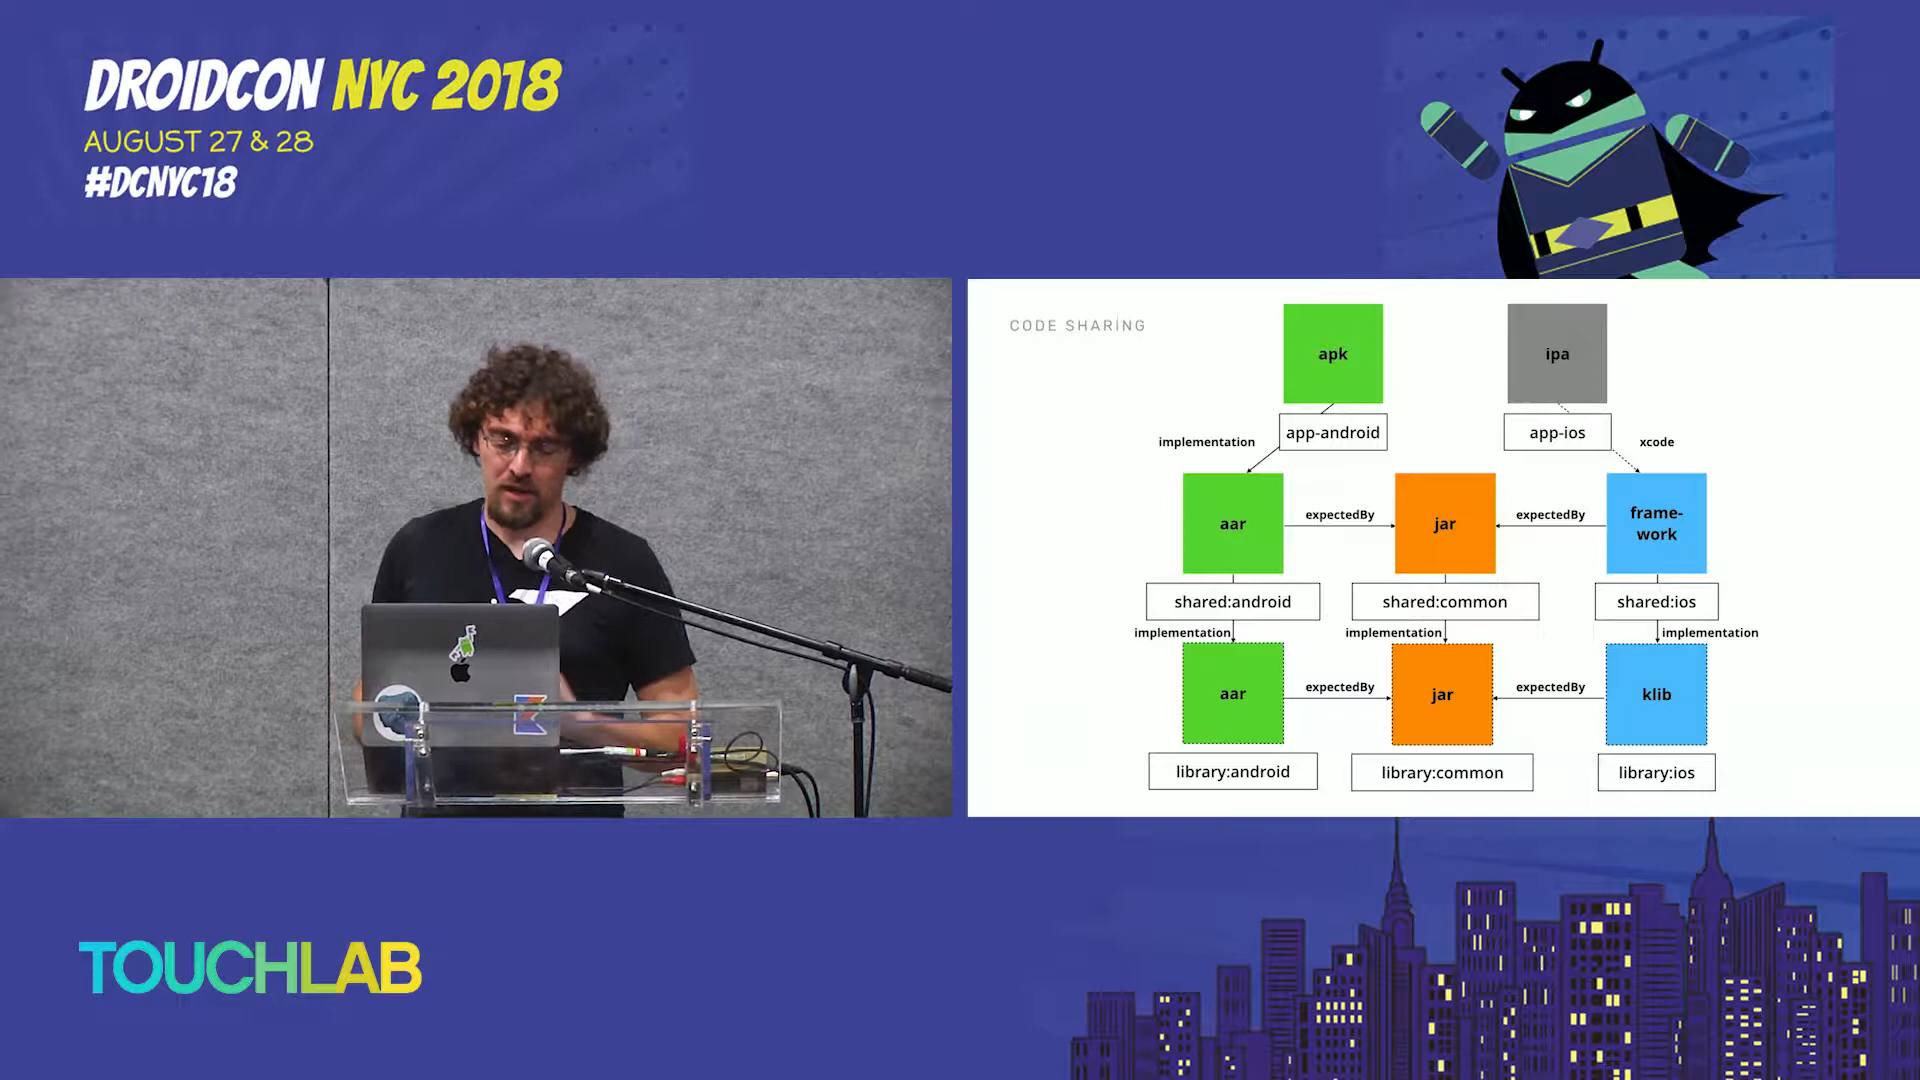 DROIDCON NYC 2018
AUGUST 27 & 28
#DCNYC18
CODE SHARING
apk
ipa
app-android
app-ios
implementation
xcode
aar
expectedBy
jar
expectedBy
frame-
work
shared:android
shared:common
shared:ios
implementation
implementation
implementation
aar
expectedBy
jar
expectedBy
klib
library:android
library:common
library:ios
TOUCHLAB